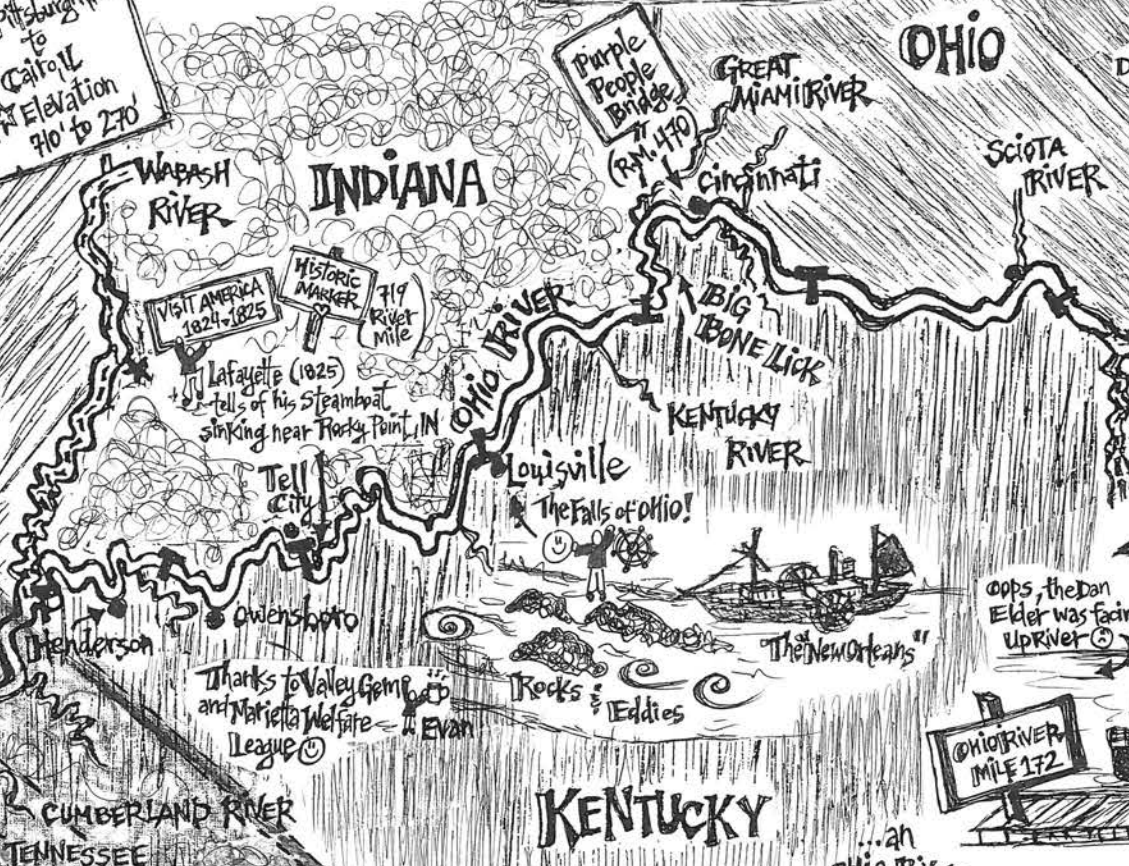 to
Cairo, IL
Elevation
710' to 270'
WABASH
RIVER
INDIANA
Purple
People
Bridge
(R.M. 470)
GREAT
MIAMI RIVER
OHIO
Cincinnati
SCIOTA
RIVER
VISIT AMERICA
1824-1825
HISTORIC
MARKER
(719
River
Mile)
Lafayette (1825)
tells of his Steamboat
sinking near Rocky Point, IN
OHIO RIVER
BIG
BONE LICK
KENTUCKY
RIVER
Tell
City
Louisville
The Falls of Ohio!
Henderson
Owensboro
The "New Orleans"
Rocks &
Eddies
Oops, the Dan
Elder was facin
UpRiver
Thanks to Valley Gem
and Marietta Welfare
League
Evan
OHIO RIVER
MILE 172
CUMBERLAND RIVER
TENNESSEE
KENTUCKY
...an